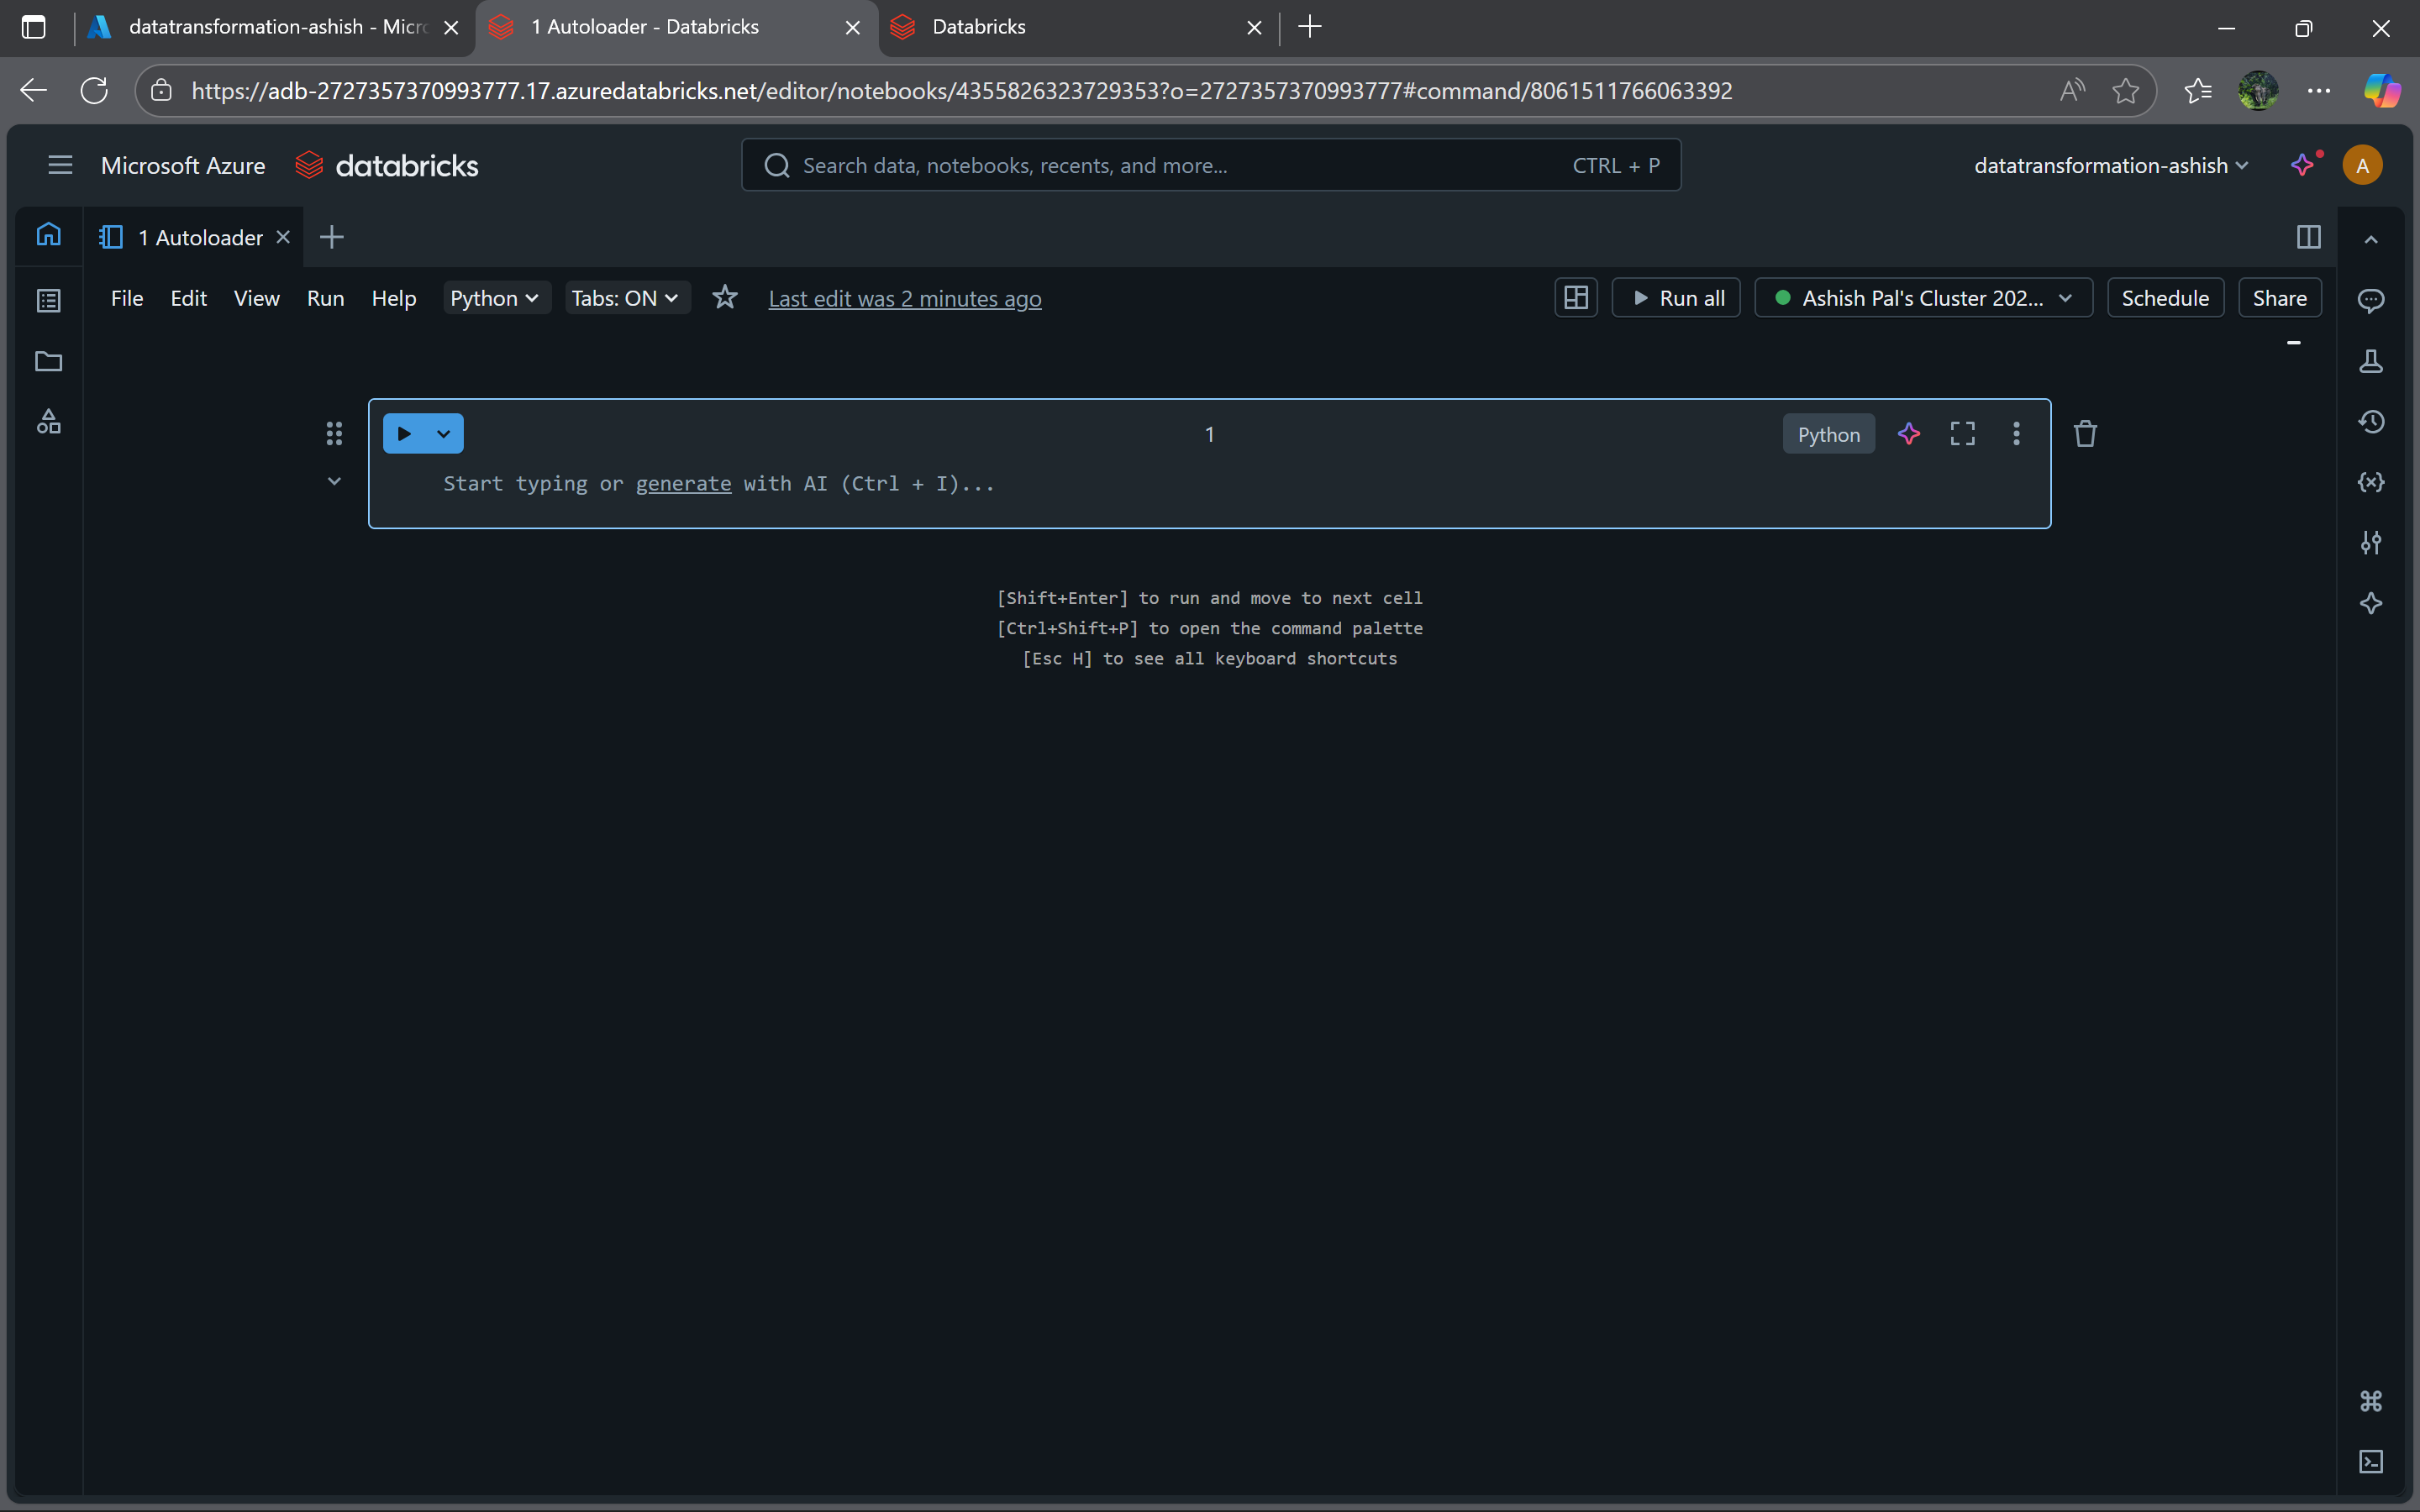 datatransformation-ashish - Micr
1 Autoloader - Databricks
Databricks
https://adb-2727357370993777.17.azuredatabricks.net/editor/notebooks/4355826323729353?o=2727357370993777#command/8061511766063392
Microsoft Azure
databricks
Search data, notebooks, recents, and more...
CTRL + P
datatransformation-ashish
A
1 Autoloader
File Edit View Run Help Python Tabs: ON Last edit was 2 minutes ago
Run all
Ashish Pal's Cluster 202...
Schedule
Share
1
Python
Start typing or generate with AI (Ctrl + I)...
[Shift+Enter] to run and move to next cell
[Ctrl+Shift+P] to open the command palette
[Esc H] to see all keyboard shortcuts